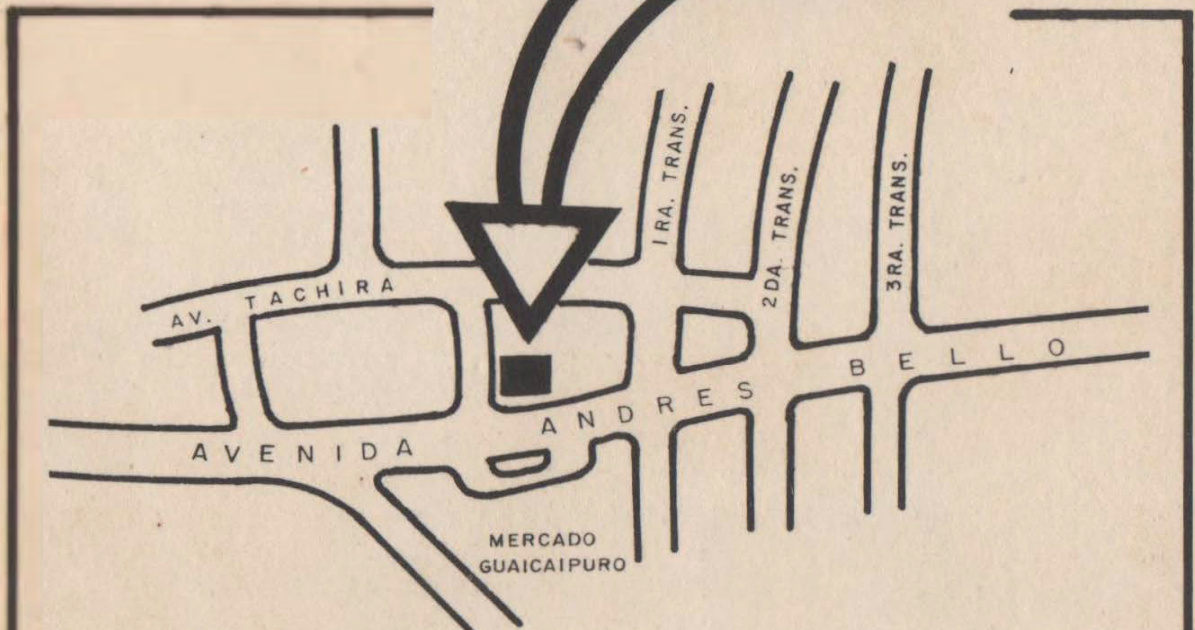 1RA. TRANS.
2DA. TRANS.
3RA. TRANS.
AV. TACHIRA
AVENIDA ANDRES BELLO
MERCADO
GUAICAIPURO